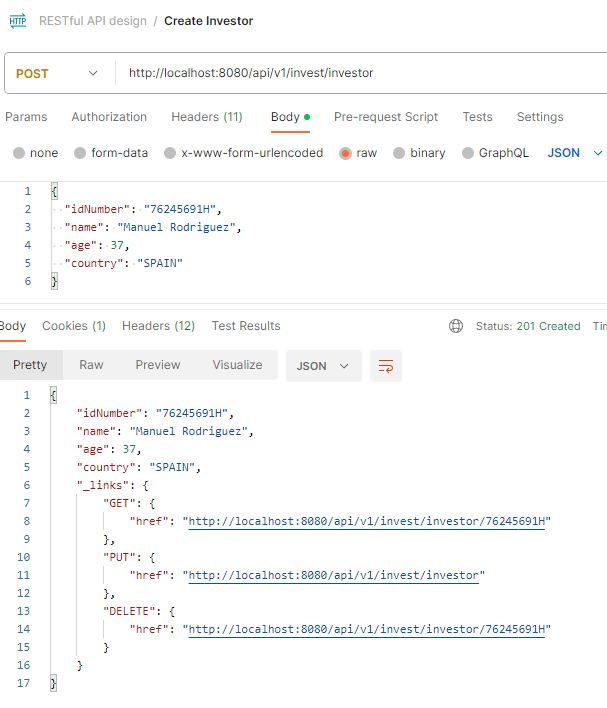 HTTP RESTful API design / Create Investor
POST http://localhost:8080/api/v1/invest/investor
Params Authorization Headers (11) Body Pre-request Script Tests Settings
none form-data x-www-form-urlencoded raw binary GraphQL JSON
1 {
2 "idNumber": "76245691H",
3 "name": "Manuel Rodriguez",
4 "age": 37,
5 "country": "SPAIN"
6 }
Body Cookies (1) Headers (12) Test Results Status: 201 Created
Pretty Raw Preview Visualize JSON
1 {
2 "idNumber": "76245691H",
3 "name": "Manuel Rodriguez",
4 "age": 37,
5 "country": "SPAIN",
6 "_links": {
7 "GET": {
8 "href": "http://localhost:8080/api/v1/invest/investor/76245691H"
9 },
10 "PUT": {
11 "href": "http://localhost:8080/api/v1/invest/investor"
12 },
13 "DELETE": {
14 "href": "http://localhost:8080/api/v1/invest/investor/76245691H"
15 }
16 }
17 }